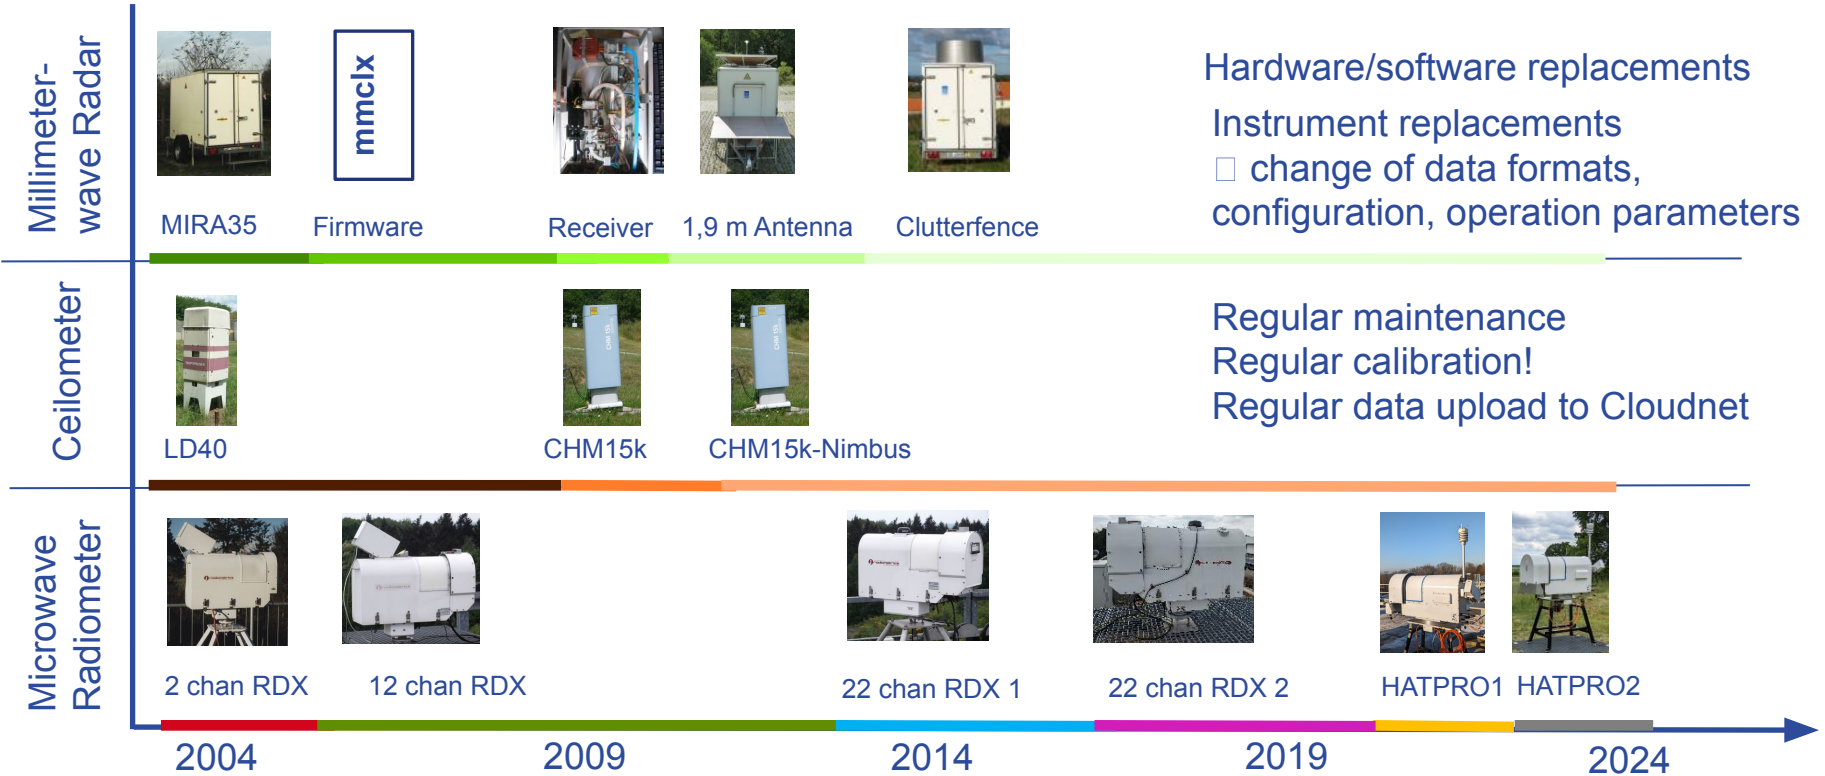 Millimeter-
wave Radar
mmclx
MIRA35
Firmware
Receiver
1,9 m Antenna
Clutterfence
Hardware/software replacements
Instrument replacements
□ change of data formats,
configuration, operation parameters
Ceilometer
CHM 15k
LD40
CHM15k
CHM15k-Nimbus
Regular maintenance
Regular calibration!
Regular data upload to Cloudnet
Microwave
Radiometer
2 chan RDX
12 chan RDX
22 chan RDX 1
22 chan RDX 2
HATPRO1
HATPRO2
2004
2009
2014
2019
2024